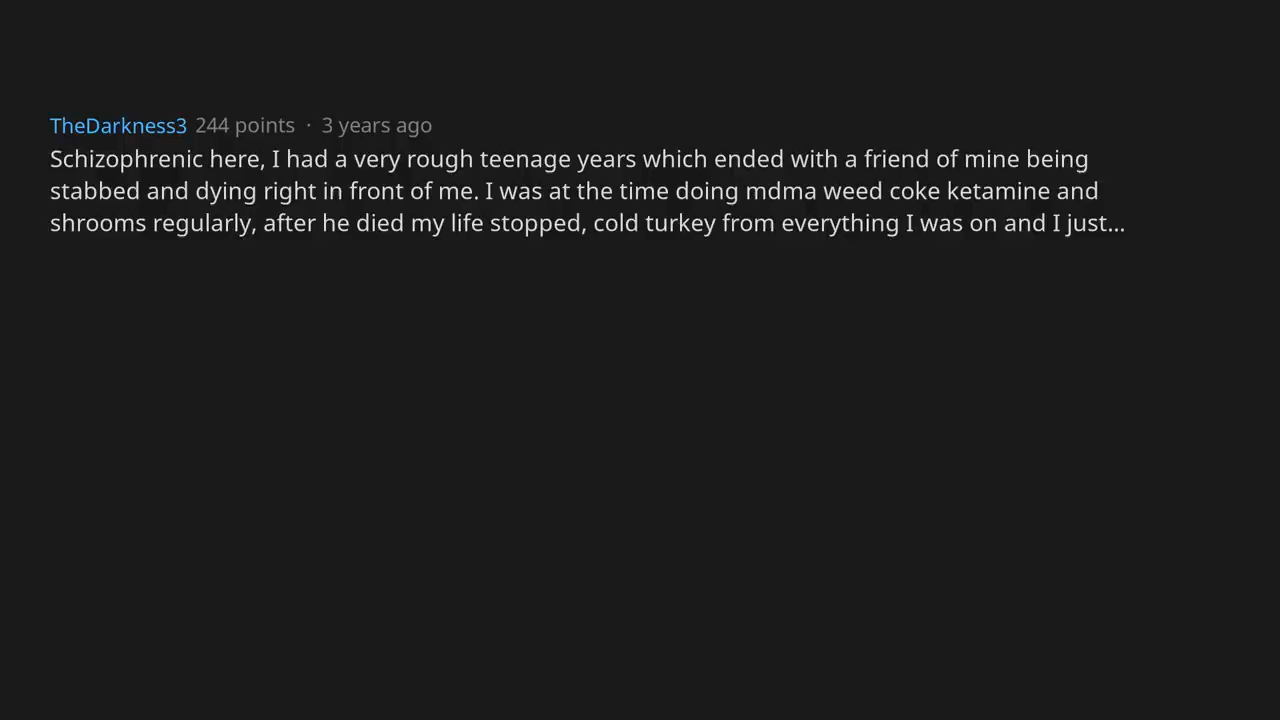 TheDarkness3 244 points · 3 years ago
Schizophrenic here, I had a very rough teenage years which ended with a friend of mine being
stabbed and dying right in front of me. I was at the time doing mdma weed coke ketamine and
shrooms regularly, after he died my life stopped, cold turkey from everything I was on and I just...